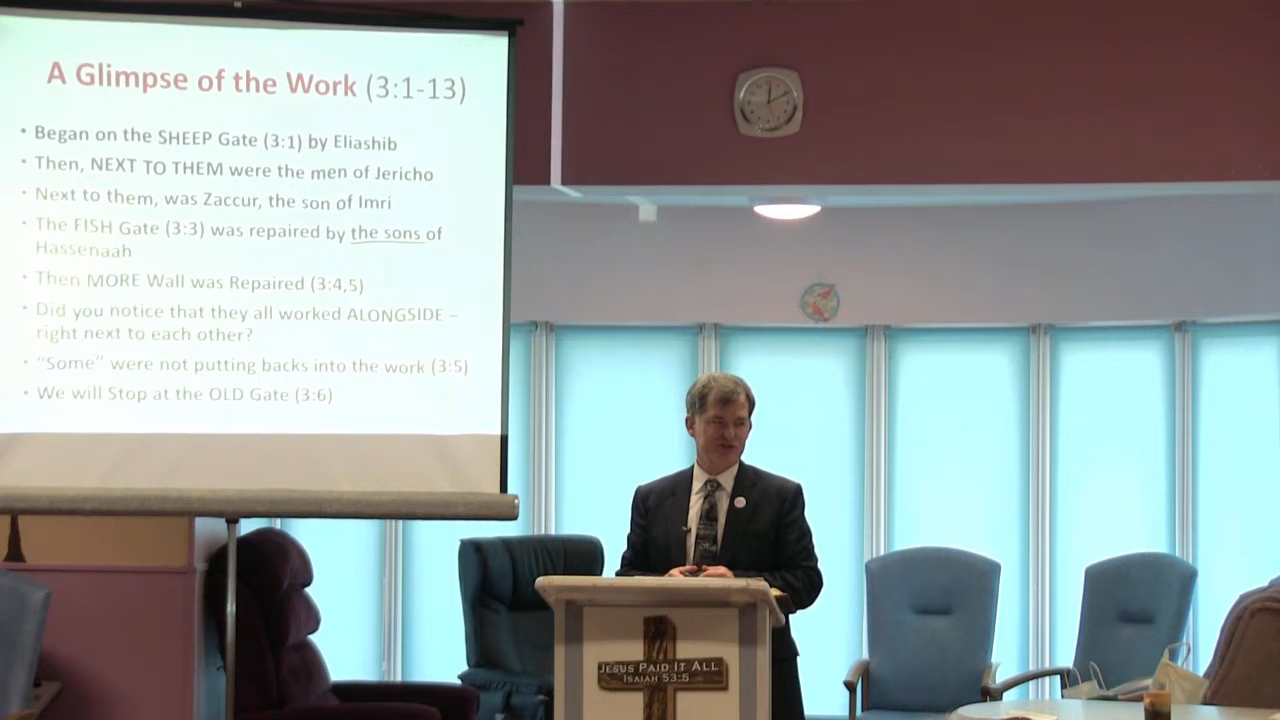 A Glimpse of the Work (3:1-13)
• Began on the SHEEP Gate (3:1) by Eliashib
• Then, NEXT TO THEM were the men of Jericho
• Next to them, was Zaccur, the son of Imri
• The FISH Gate (3:3) was repaired by the sons of
Hassenaah
• Then MORE Wall was Repaired (3:4,5)
• Did you notice that they all worked ALONGSIDE –
right next to each other?
• "Some" were not putting backs into the work (3:5)
• We will Stop at the OLD Gate (3:6)
JESUS PAID IT ALL
ISAIAH 53:5